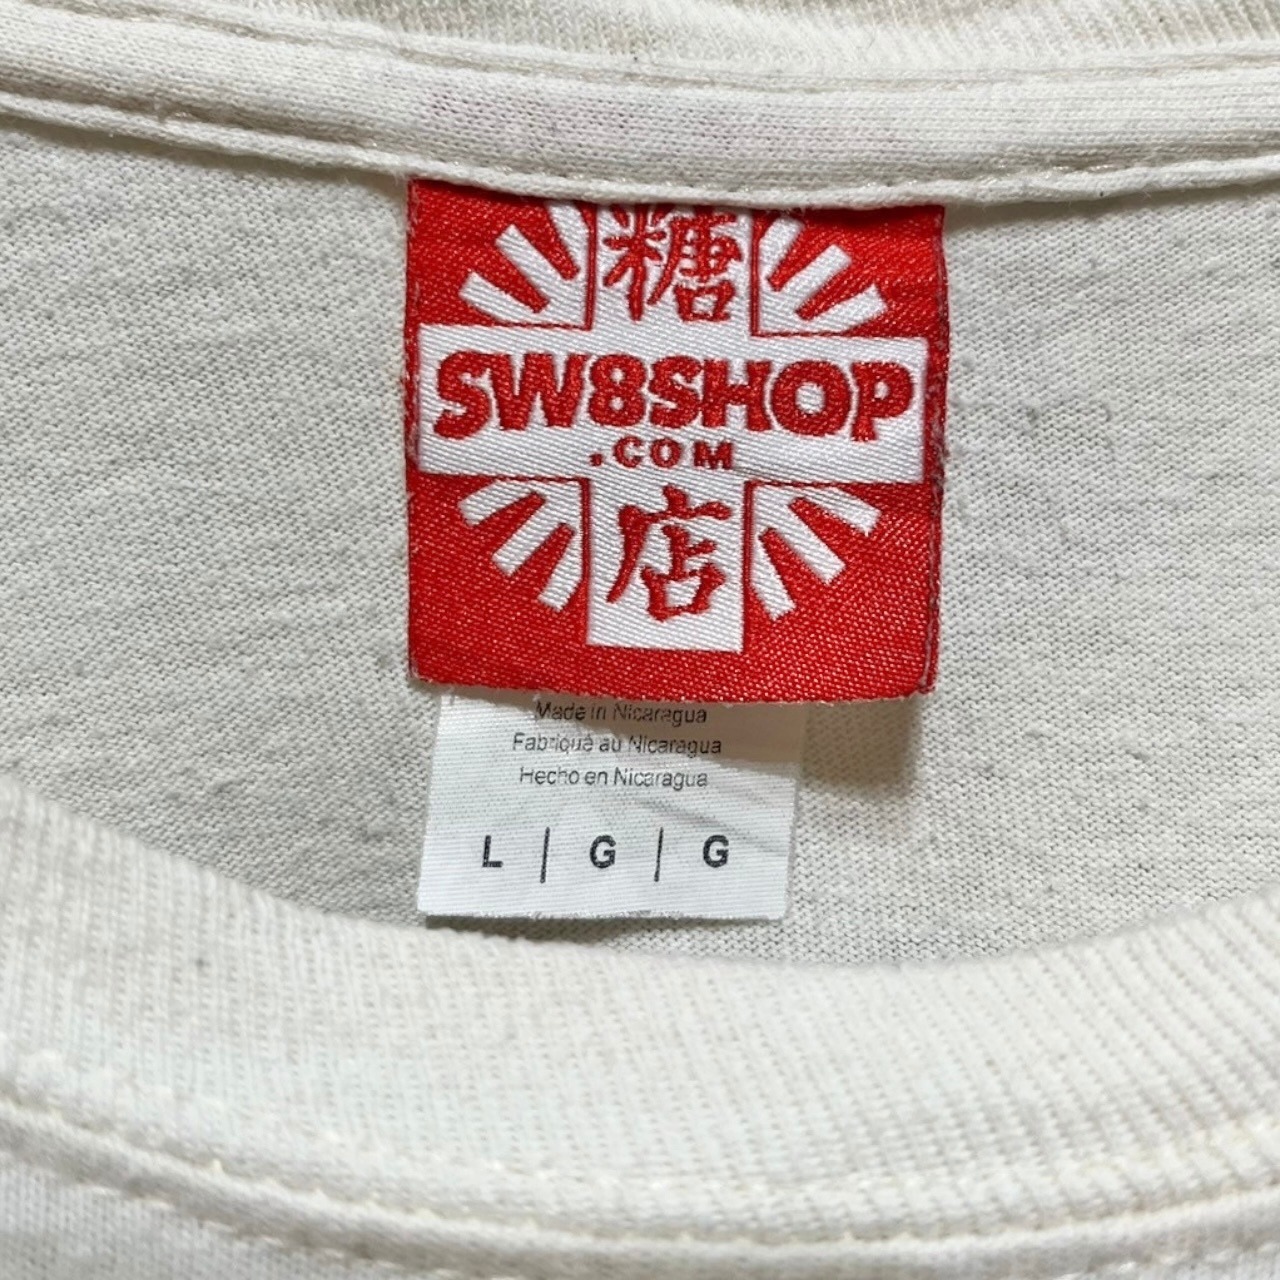 糖
SW8SHOP
.COM
店
Made in Nicaragua
Fabriqué au Nicaragua
Hecho en Nicaragua
L | G | G